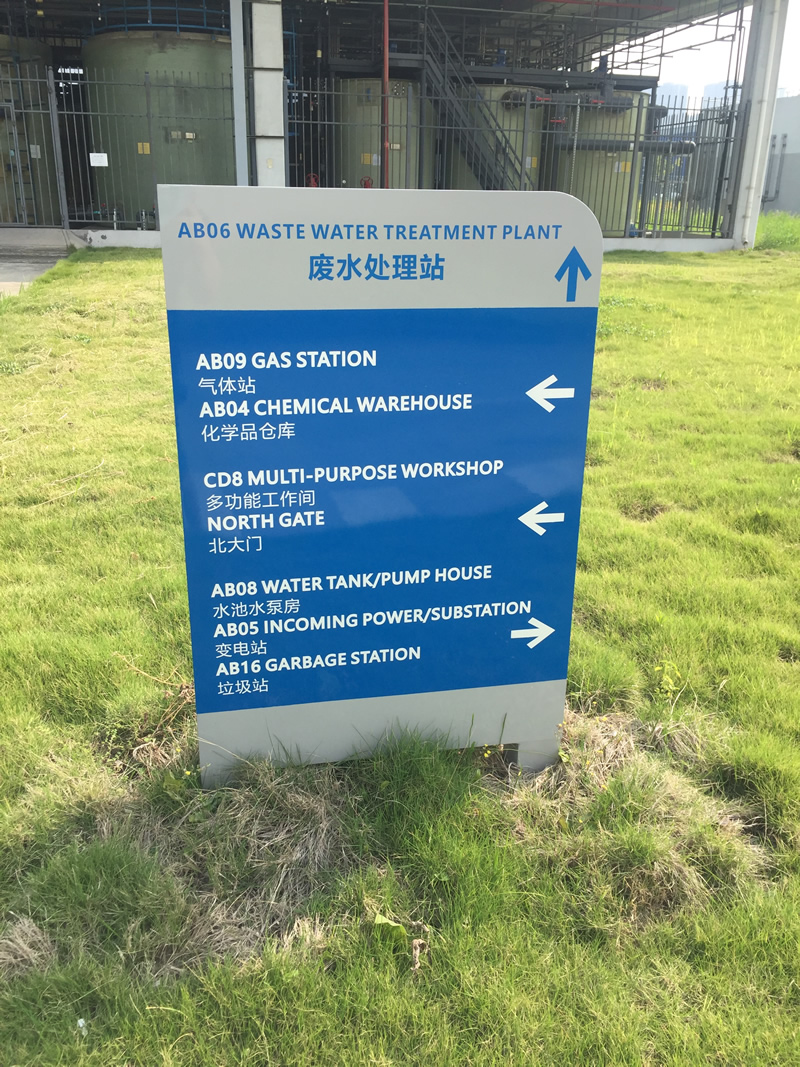 AB06 WASTE WATER TREATMENT PLANT
废水处理站
AB09 GAS STATION
气体站
AB04 CHEMICAL WAREHOUSE
化学品仓库
CD8 MULTI-PURPOSE WORKSHOP
多功能工作间
NORTH GATE
北大门
AB08 WATER TANK/PUMP HOUSE
水池水泵房
AB05 INCOMING POWER/SUBSTATION
变电站
AB16 GARBAGE STATION
垃圾站